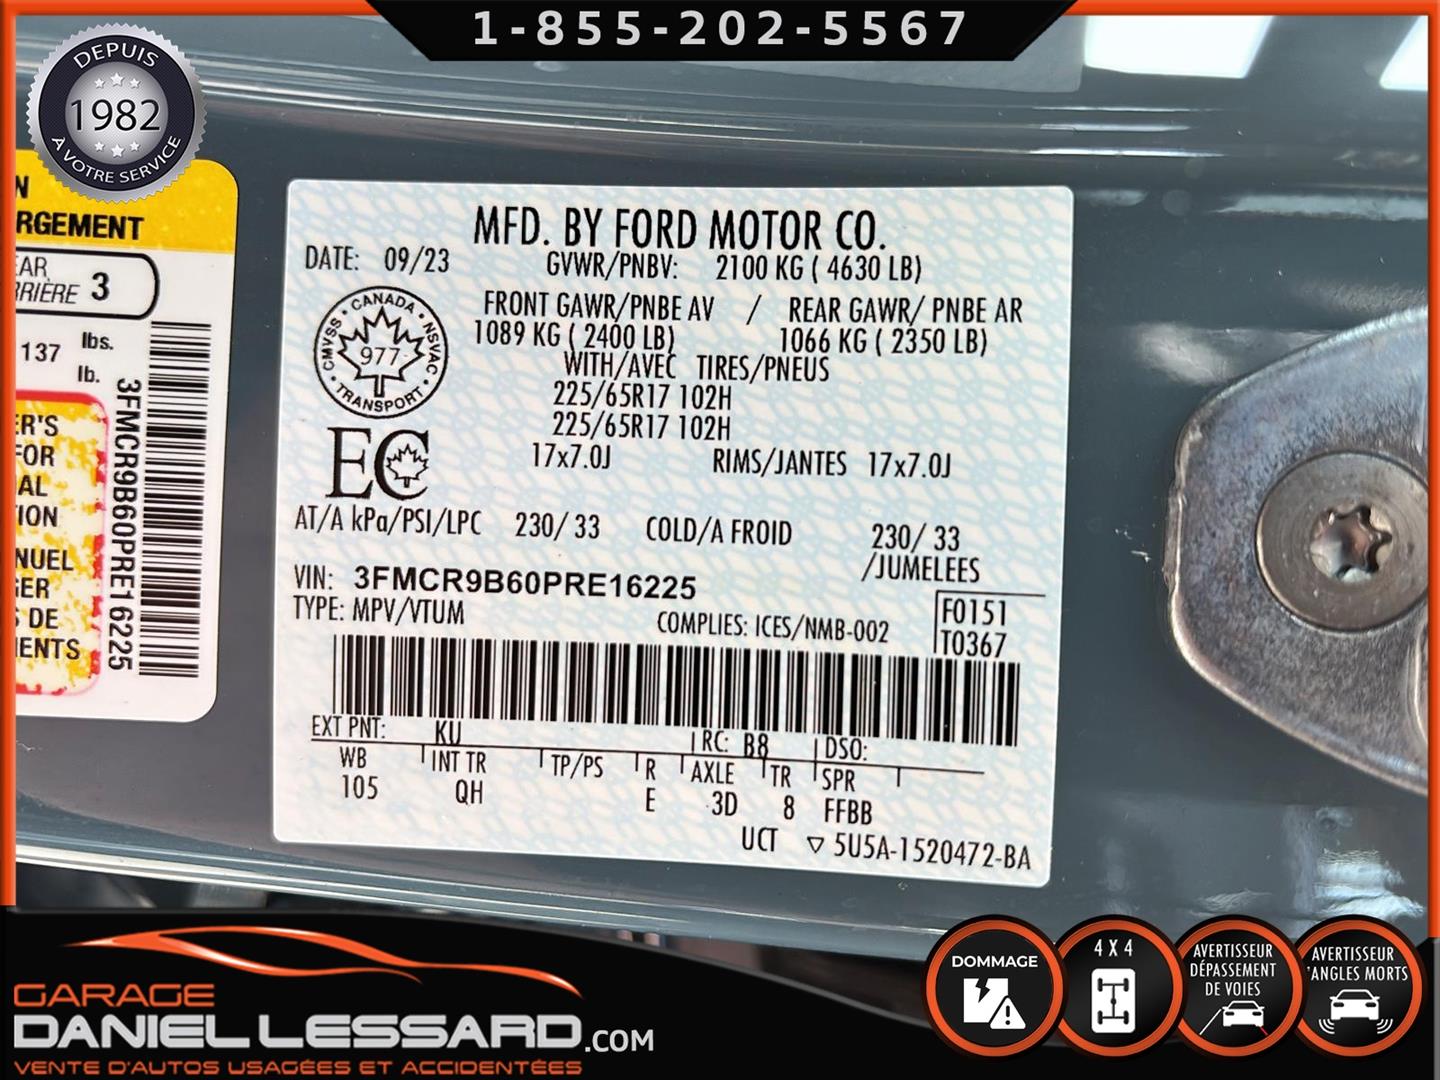 1-855-202-5567
DEPUIS
1982
À VOTRE SERVICE
N
RGEMENT
EAR
RRIÈRE 3
137 lbs.
lb.
3FMCR9B60PRE16225
ER'S
FOR
AL
ION
NUEL
GER
S DE
MENTS
MFD. BY FORD MOTOR CO.
DATE: 09/23 GVWR/PNBV: 2100 KG ( 4630 LB)
FRONT GAWR/PNBE AV / REAR GAWR/ PNBE AR
1089 KG ( 2400 LB) 1066 KG ( 2350 LB)
WITH/AVEC TIRES/PNEUS
225/65R17 102H
225/65R17 102H
17x7.0J RIMS/JANTES 17x7.0J
CANADA
CMVSS NSVAC
977
TRANSPORT
EC
AT/A kPa/PSI/LPC 230/ 33 COLD/A FROID 230/ 33
/JUMELEES
VIN: 3FMCR9B60PRE16225
TYPE: MPV/VTUM COMPLIES: ICES/NMB-002
F0151
T0367
EXT PNT: KU RC: B8 DSO:
WB INT TR TP/PS R AXLE TR SPR
105 QH E 3D 8 FFBB
UCT ▽ 5U5A-1520472-BA
GARAGE
DANIEL LESSARD.COM
VENTE D'AUTOS USAGÉES ET ACCIDENTÉES
DOMMAGE
4 X 4
AVERTISSEUR
DÉPASSEMENT
DE VOIES
AVERTISSEUR
'ANGLES MORTS